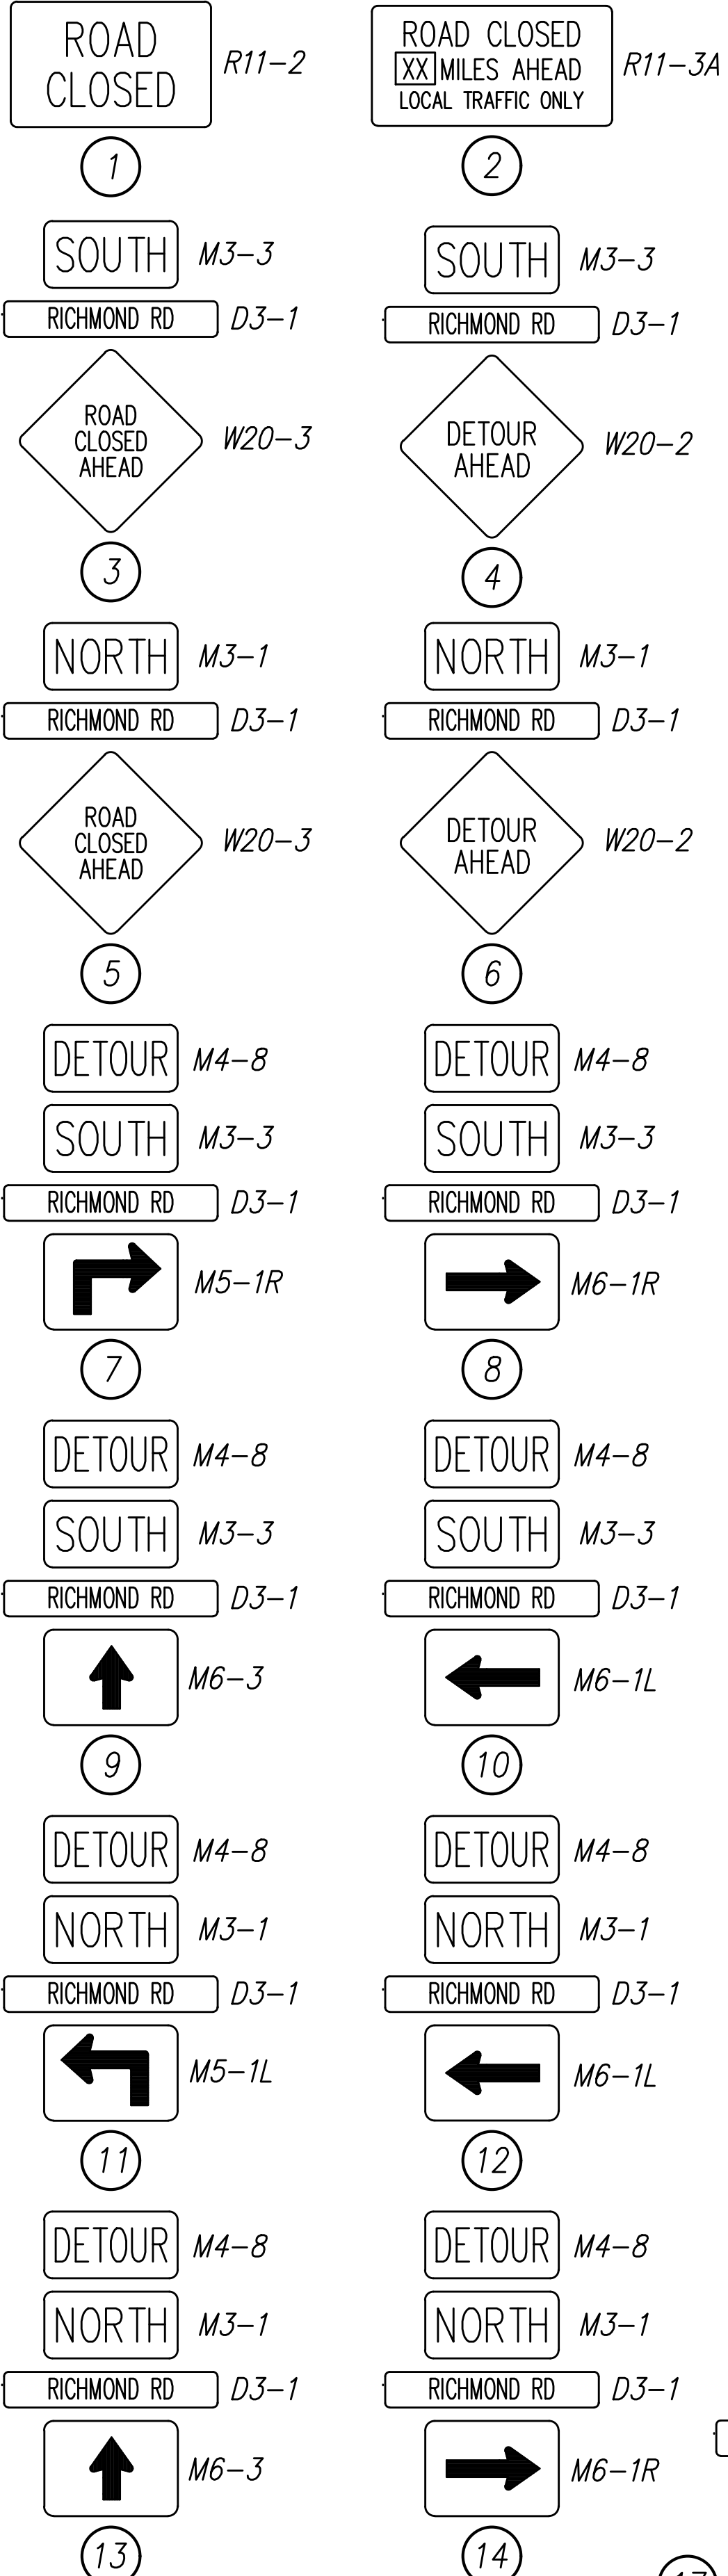 ROAD
CLOSED
R11-2
1
ROAD CLOSED
XX MILES AHEAD
LOCAL TRAFFIC ONLY
R11-3A
2
SOUTH M3-3
RICHMOND RD D3-1
ROAD
CLOSED
AHEAD
W20-3
3
SOUTH M3-3
RICHMOND RD D3-1
DETOUR
AHEAD
W20-2
4
NORTH M3-1
RICHMOND RD D3-1
ROAD
CLOSED
AHEAD
W20-3
5
NORTH M3-1
RICHMOND RD D3-1
DETOUR
AHEAD
W20-2
6
DETOUR M4-8
SOUTH M3-3
RICHMOND RD D3-1
M5-1R
7
DETOUR M4-8
SOUTH M3-3
RICHMOND RD D3-1
M6-1R
8
DETOUR M4-8
SOUTH M3-3
RICHMOND RD D3-1
M6-3
9
DETOUR M4-8
SOUTH M3-3
RICHMOND RD D3-1
M6-1L
10
DETOUR M4-8
NORTH M3-1
RICHMOND RD D3-1
M5-1L
11
DETOUR M4-8
NORTH M3-1
RICHMOND RD D3-1
M6-1L
12
DETOUR M4-8
NORTH M3-1
RICHMOND RD D3-1
M6-3
13
DETOUR M4-8
NORTH M3-1
RICHMOND RD D3-1
M6-1R
14